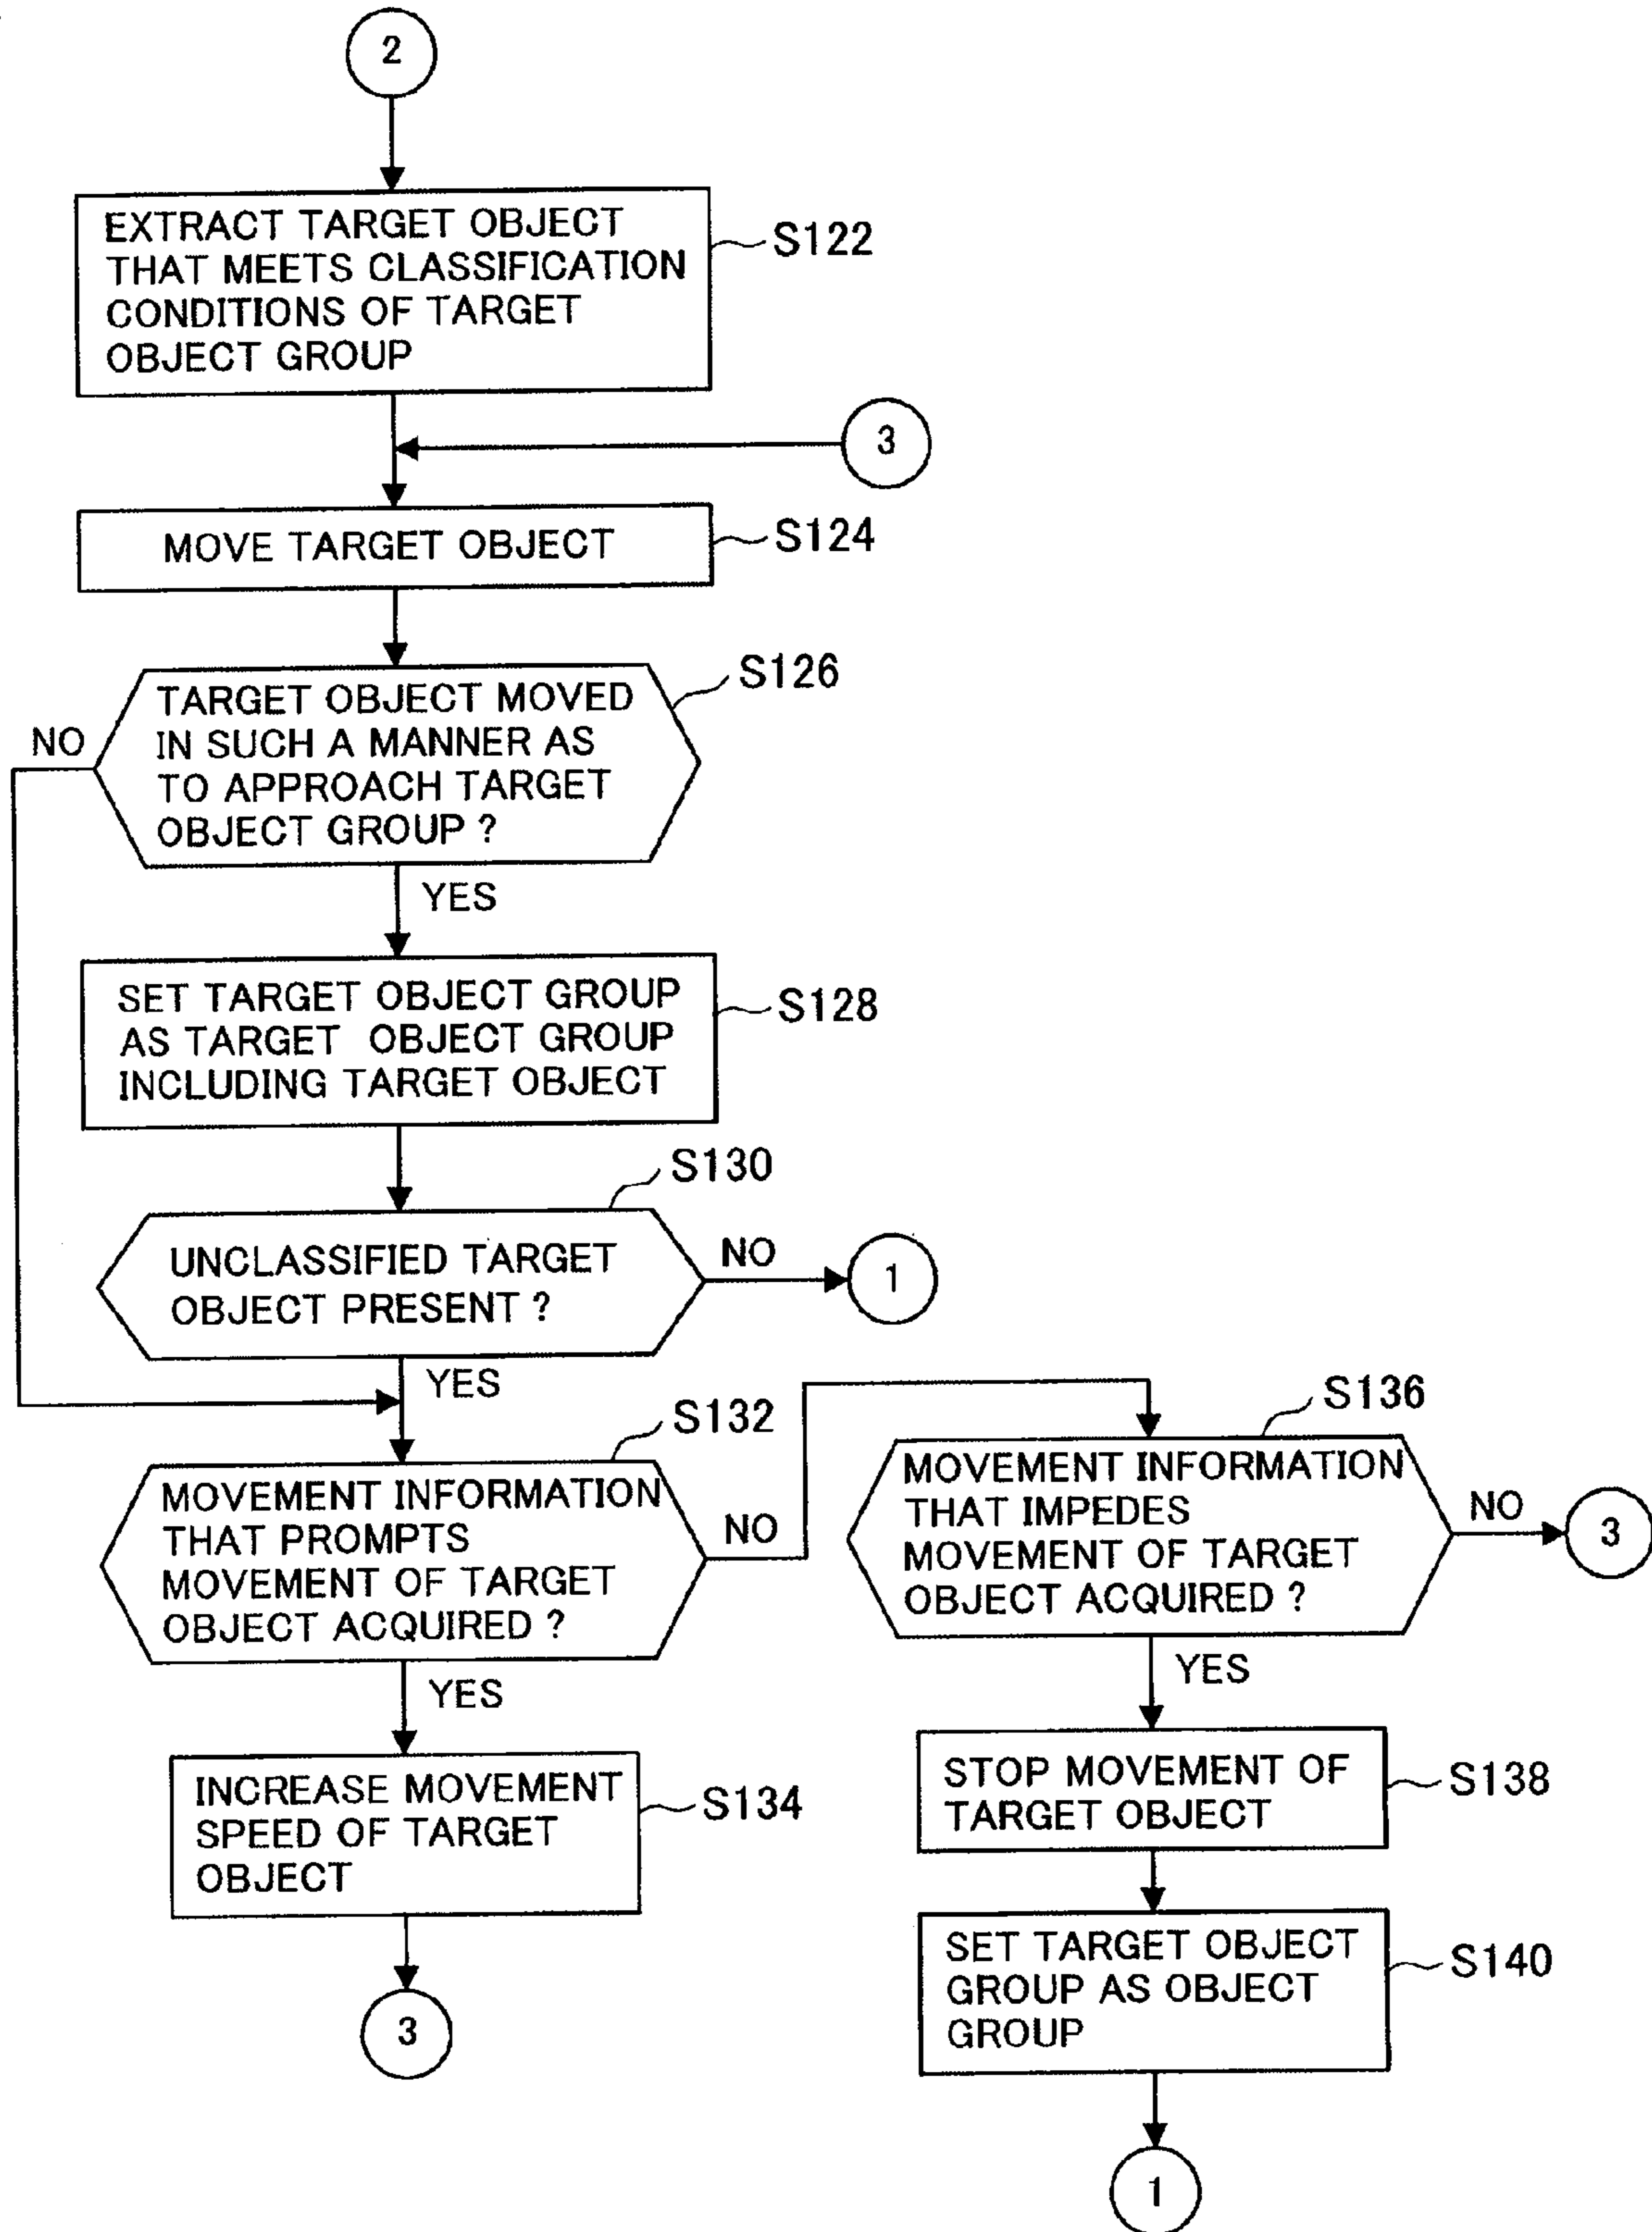 2
EXTRACT TARGET OBJECT
THAT MEETS CLASSIFICATION
CONDITIONS OF TARGET
OBJECT GROUP
S122
3
MOVE TARGET OBJECT
S124
TARGET OBJECT MOVED
IN SUCH A MANNER AS
TO APPROACH TARGET
OBJECT GROUP ?
S126
NO
YES
SET TARGET OBJECT GROUP
AS TARGET OBJECT GROUP
INCLUDING TARGET OBJECT
S128
S130
UNCLASSIFIED TARGET
OBJECT PRESENT ?
NO
1
YES
S132
MOVEMENT INFORMATION
THAT PROMPTS
MOVEMENT OF TARGET
OBJECT ACQUIRED ?
NO
S136
MOVEMENT INFORMATION
THAT IMPEDES
MOVEMENT OF TARGET
OBJECT ACQUIRED ?
NO
3
YES
YES
INCREASE MOVEMENT
SPEED OF TARGET
OBJECT
S134
3
STOP MOVEMENT OF
TARGET OBJECT
S138
SET TARGET OBJECT
GROUP AS OBJECT
GROUP
S140
1